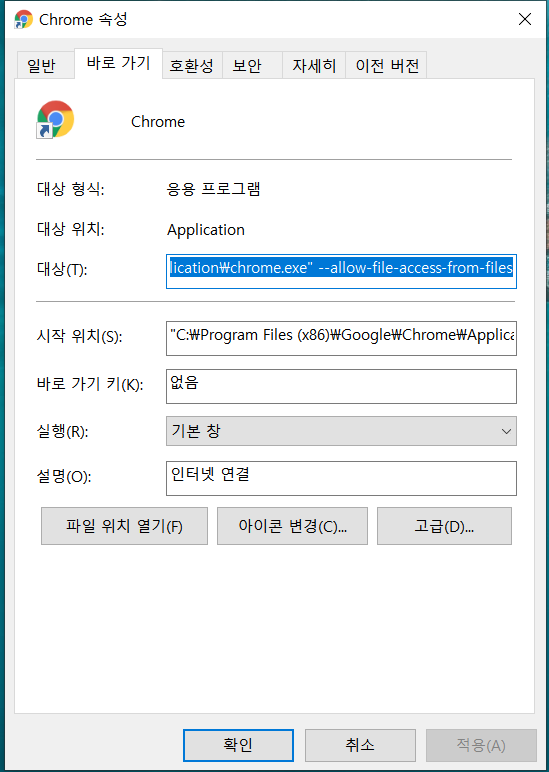 Chrome 속성
일반 바로 가기 호환성 보안 자세히 이전 버전
Chrome
대상 형식: 응용 프로그램
대상 위치: Application
대상(T): lication₩chrome.exe" --allow-file-access-from-files
시작 위치(S): "C:₩Program Files (x86)₩Google₩Chrome₩Applica
바로 가기 키(K): 없음
실행(R): 기본 창
설명(O): 인터넷 연결
파일 위치 열기(F) 아이콘 변경(C)... 고급(D)...
확인 취소 적용(A)